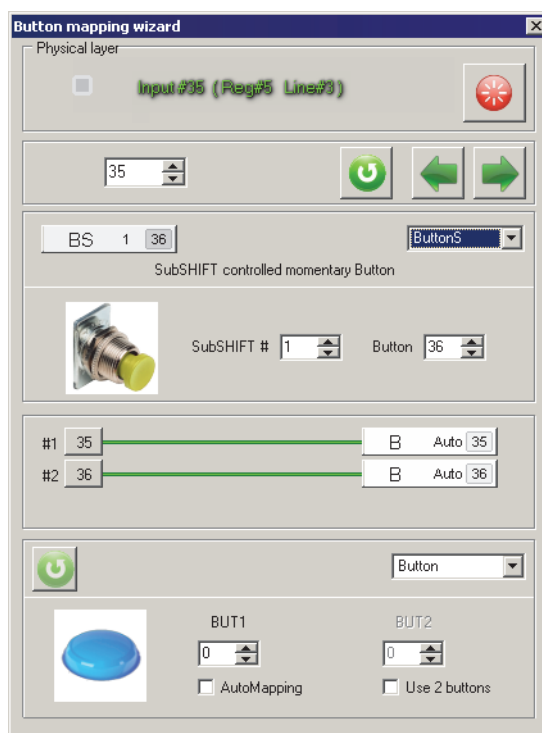 Button mapping wizard
Physical layer
Input#35 (Reg#5 Line#3)
35
BS 1 36
ButtonS
SubSHIFT controlled momentary Button
SubSHIFT # 1 Button 36
#1 35 B Auto 35
#2 36 B Auto 36
Button
BUT1 BUT2
0 0
AutoMapping Use 2 buttons